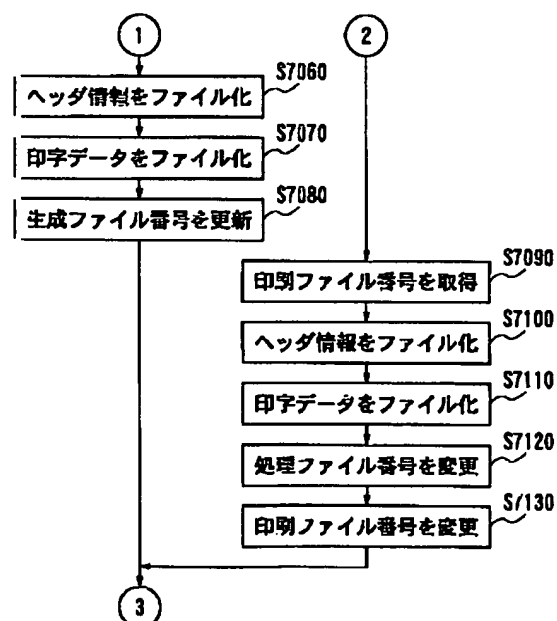 1
2
S7060
ヘッダ情報をファイル化
S7070
印字データをファイル化
S7080
生成ファイル番号を更新
S7090
印刷ファイル番号を取得
S7100
ヘッダ情報をファイル化
S7110
印字データをファイル化
S7120
処理ファイル番号を変更
S7130
印刷ファイル番号を変更
3